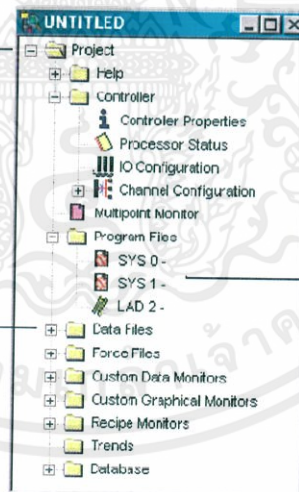 UNTITLED
Project
Help
Controller
Controller Properties
Processor Status
IO Configuration
Channel Configuration
Multipoint Monitor
Program Files
SYS 0 -
SYS 1 -
LAD 2 -
Data Files
Force Files
Custom Data Monitors
Custom Graphical Monitors
Recipe Monitors
Trends
Database